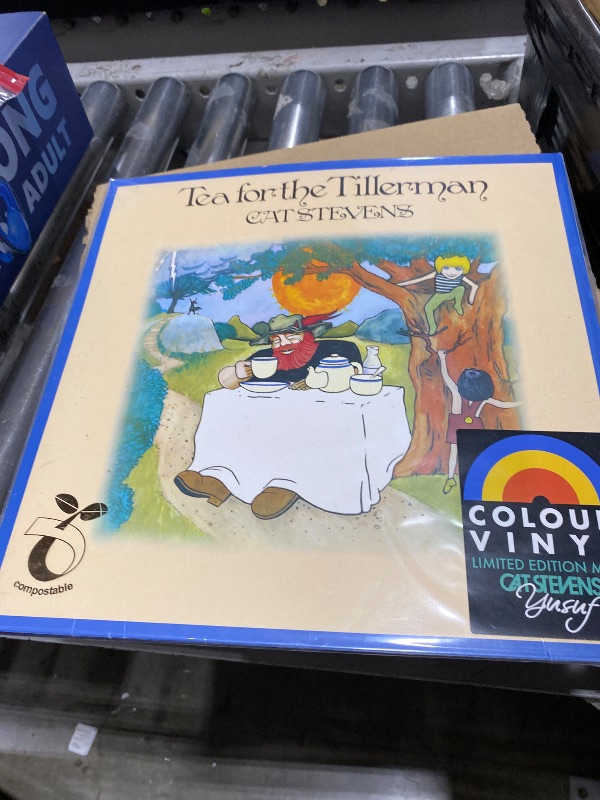 ONG
ADULT
Tea for the Tillerman
CAT STEVENS
compostable
COLOU
VINY
LIMITED EDITION M
CAT STEVENS
Yusuf